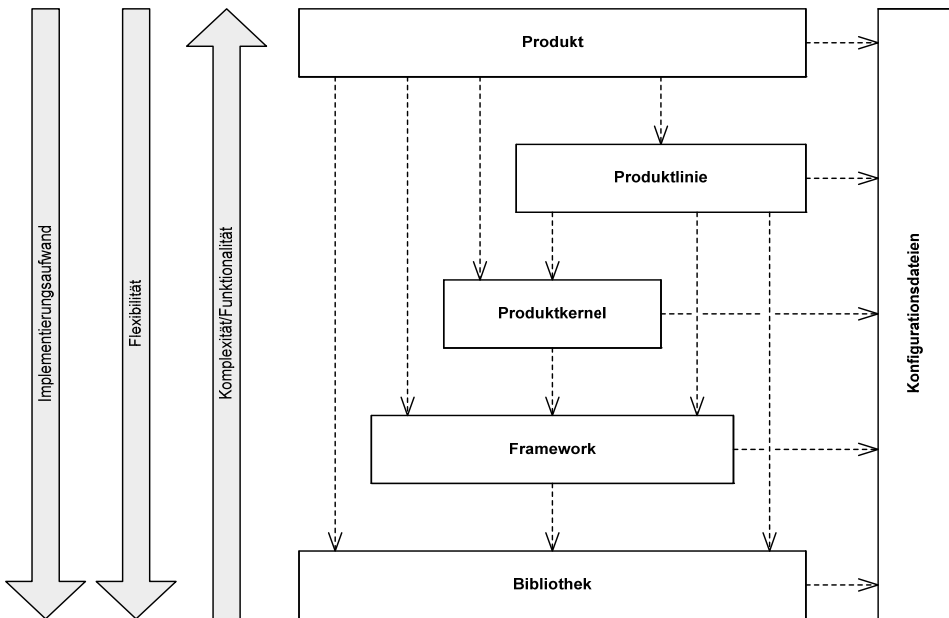 Implementierungsaufwand
Flexibilität
Komplexität/Funktionalität
Produkt
Produktlinie
Produktkernel
Framework
Bibliothek
Konfigurationsdateien